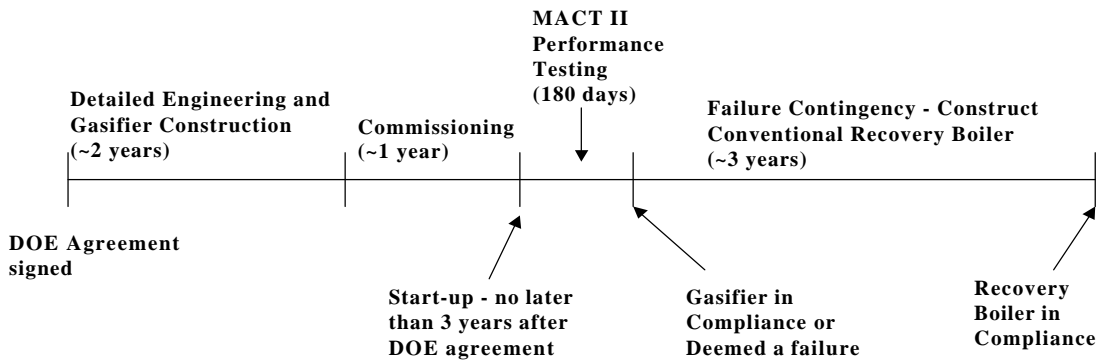 MACT II
Performance
Testing
(180 days)
Detailed Engineering and
Gasifier Construction
(~2 years)
Commissioning
(~1 year)
Failure Contingency - Construct
Conventional Recovery Boiler
(~3 years)
DOE Agreement
signed
Start-up - no later
than 3 years after
DOE agreement
Gasifier in
Compliance or
Deemed a failure
Recovery
Boiler in
Compliance